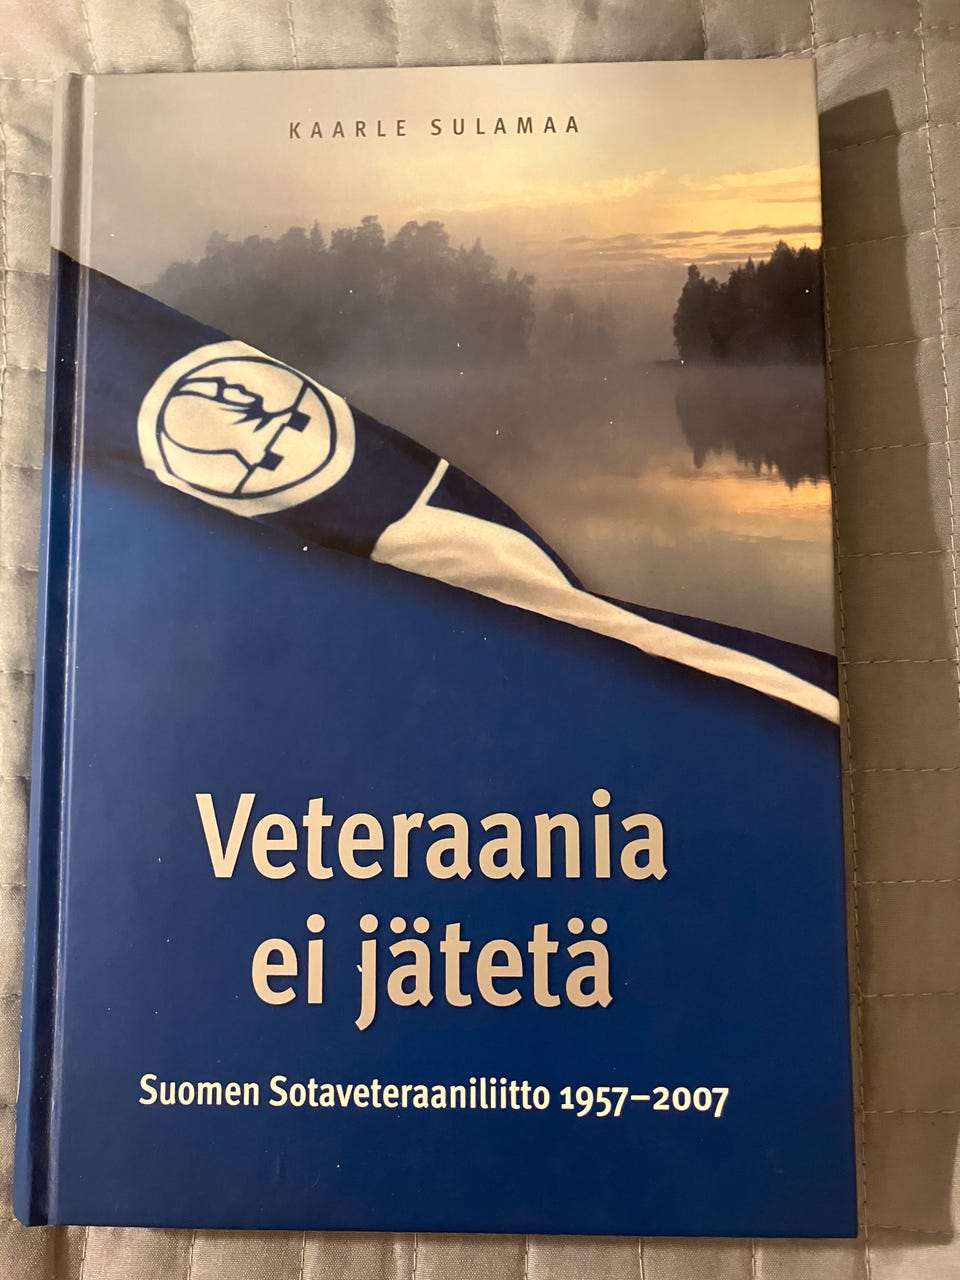 KAARLE SULAMAA
Veteraania
ei jätetä
Suomen Sotaveteraaniliitto 1957–2007